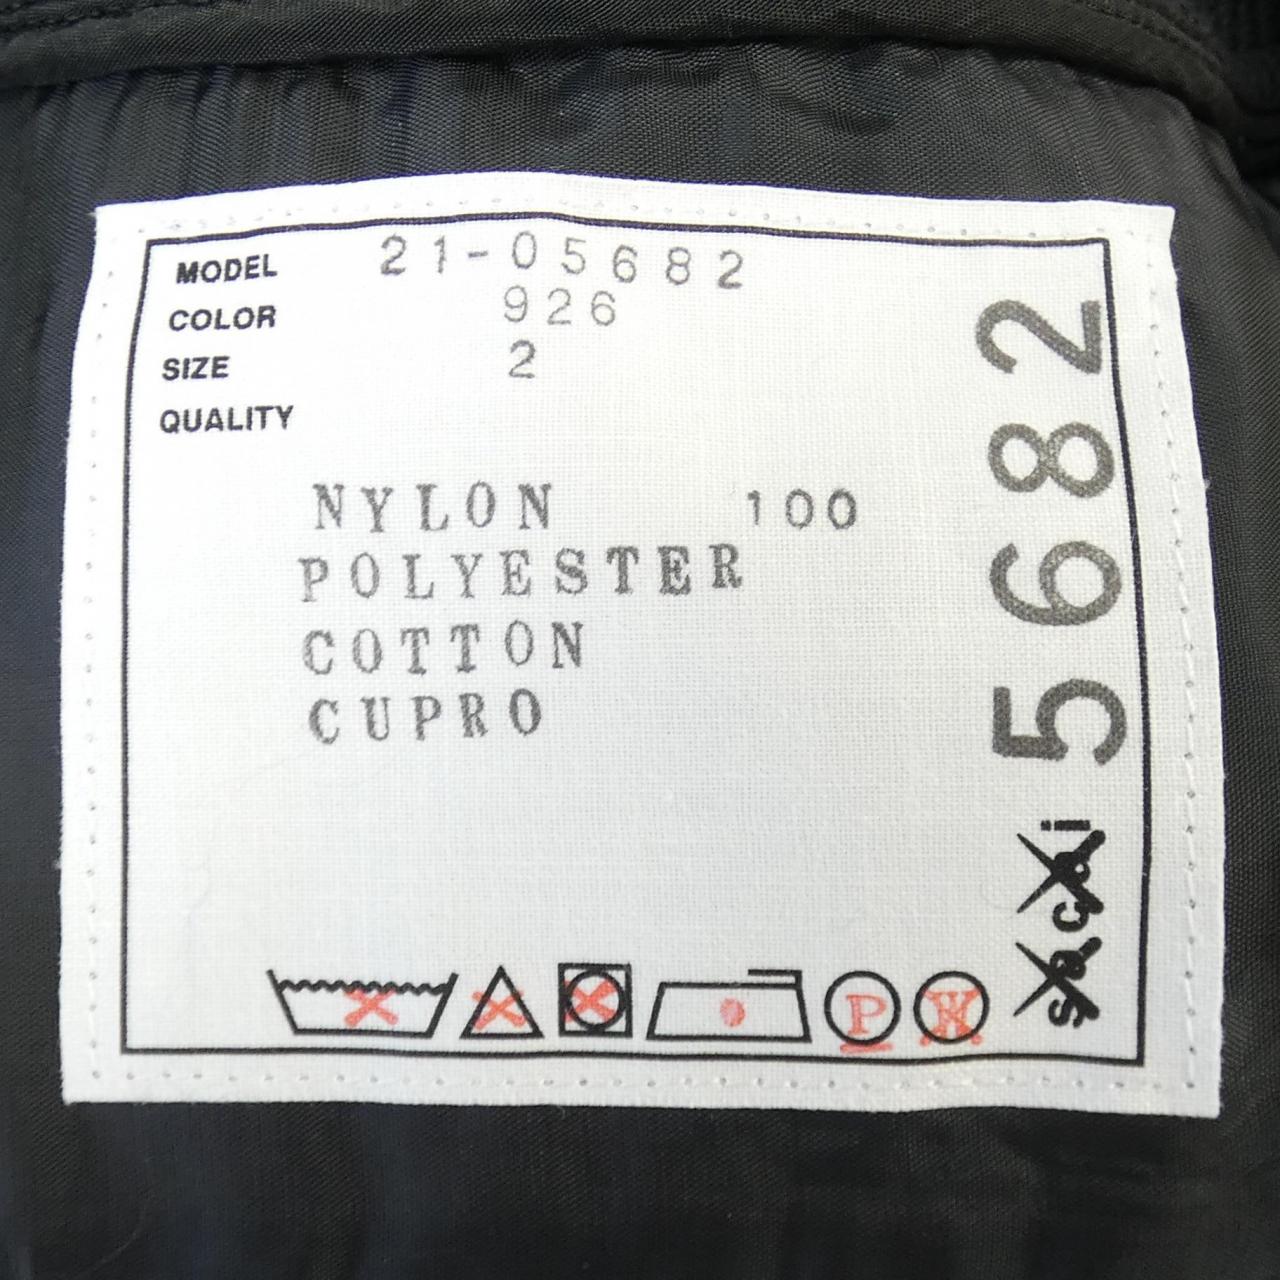 MODEL 21-05682
COLOR 926
SIZE 2
QUALITY
NYLON 100
POLYESTER
COTTON
CUPRO
P
W
sacai 5682